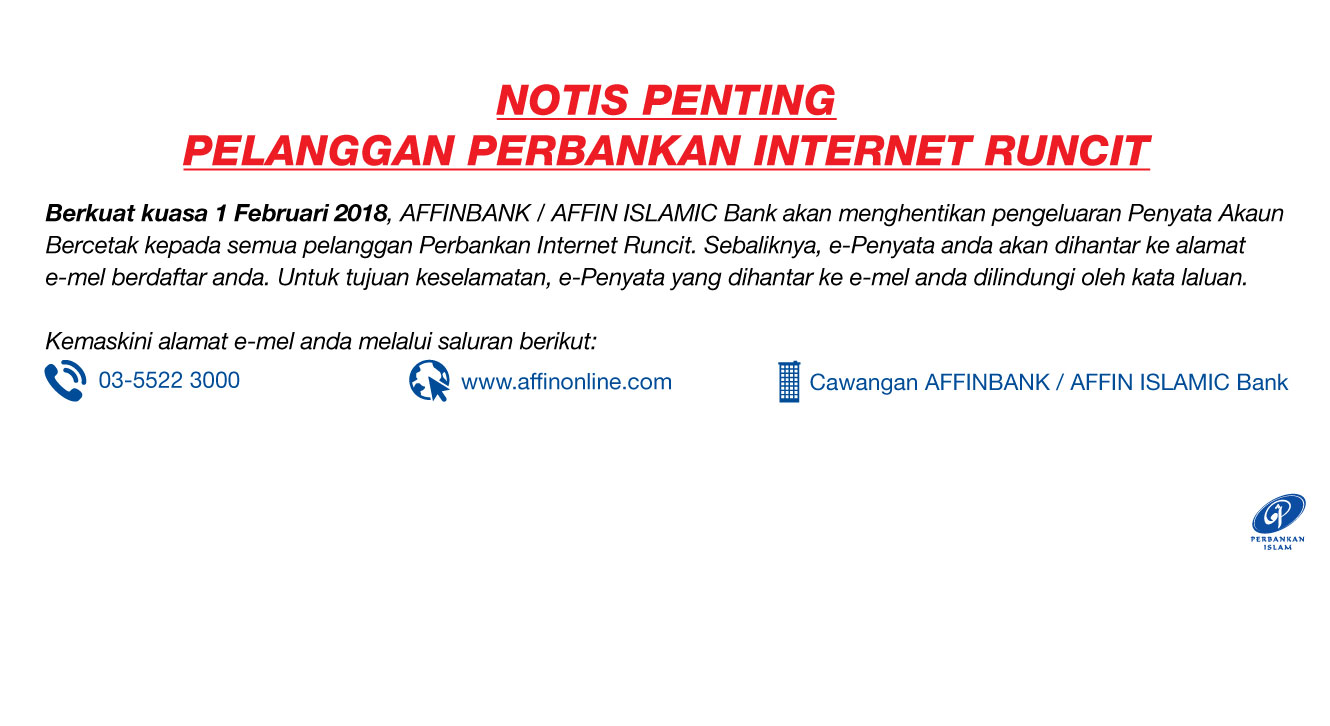 NOTIS PENTING
PELANGGAN PERBANKAN INTERNET RUNCIT
Berkuat kuasa 1 Februari 2018, AFFINBANK / AFFIN ISLAMIC Bank akan menghentikan pengeluaran Penyata Akaun
Bercetak kepada semua pelanggan Perbankan Internet Runcit. Sebaliknya, e-Penyata anda akan dihantar ke alamat
e-mel berdaftar anda. Untuk tujuan keselamatan, e-Penyata yang dihantar ke e-mel anda dilindungi oleh kata laluan.
Kemaskini alamat e-mel anda melalui saluran berikut:
03-5522 3000
www.affinonline.com
Cawangan AFFINBANK / AFFIN ISLAMIC Bank
PERBANKAN
ISLAM